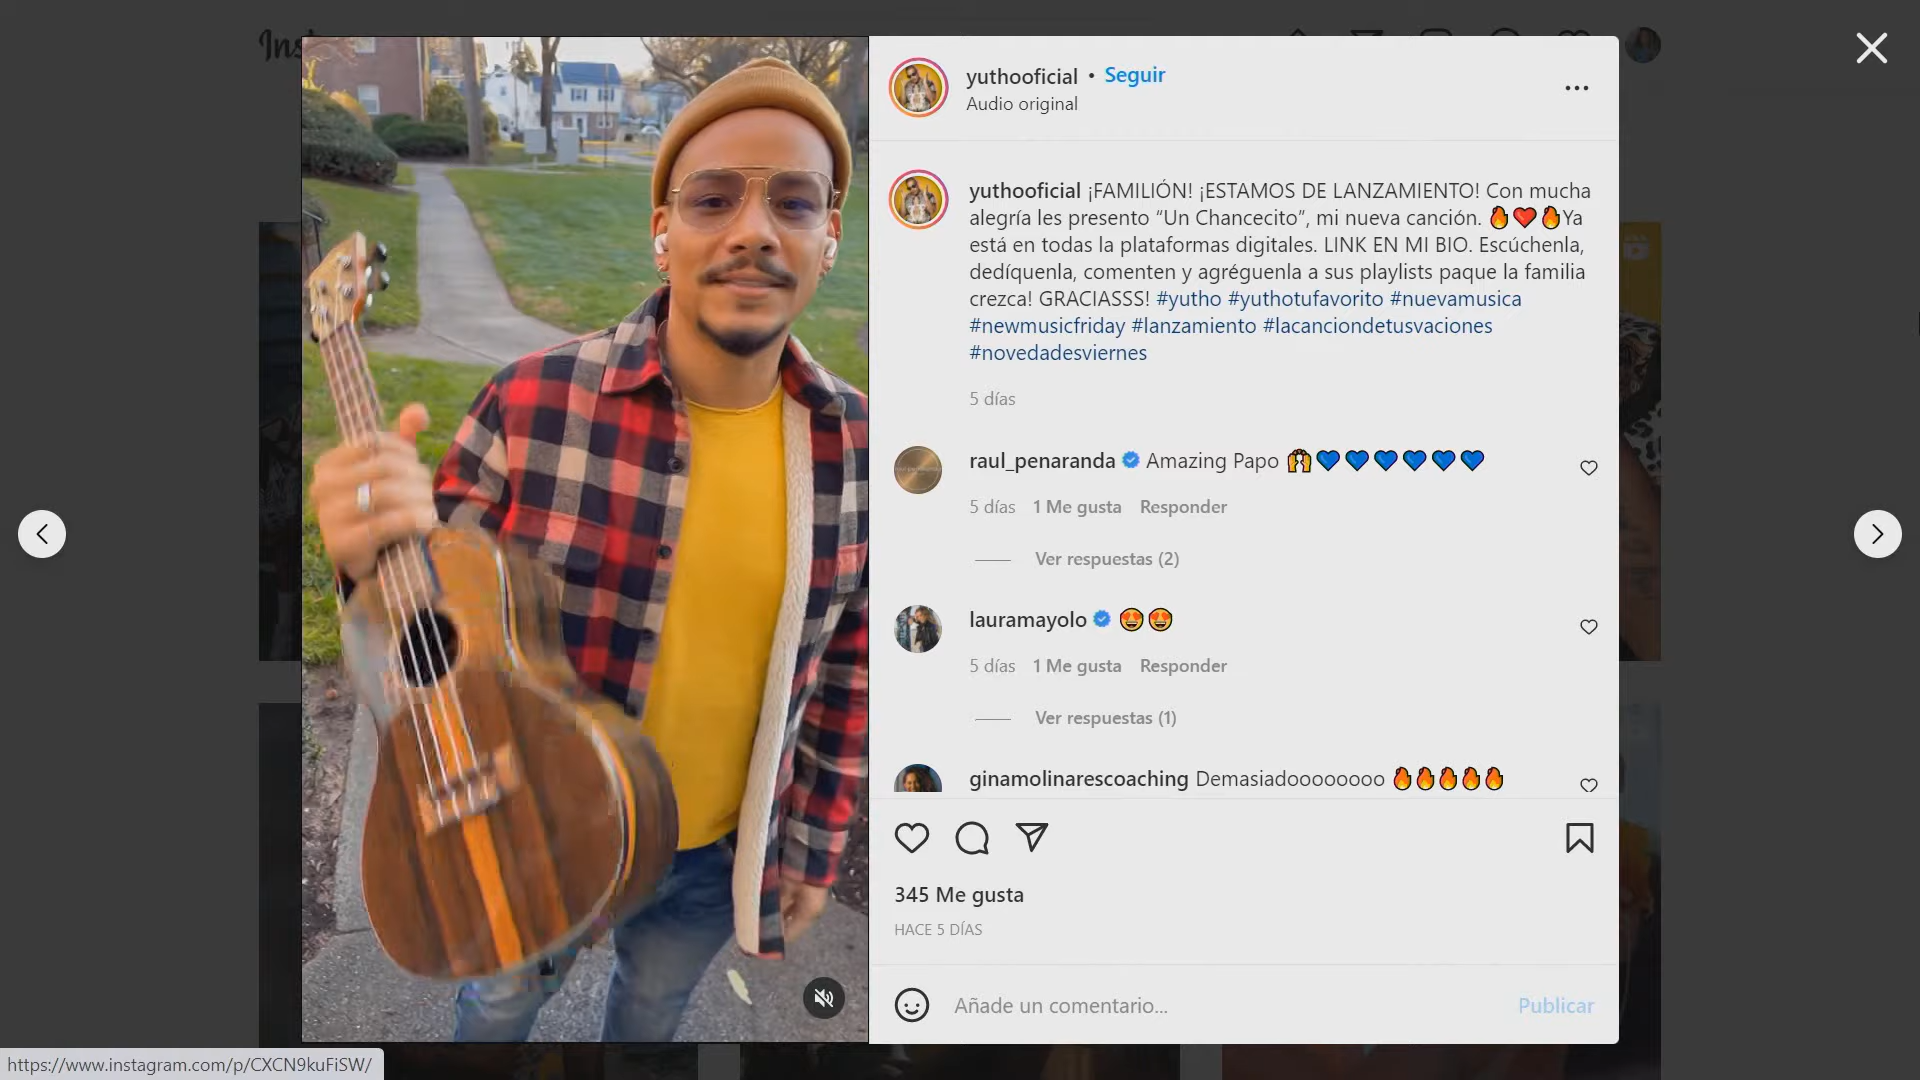 yuthooficial • Seguir
Audio original
yuthooficial ¡FAMILIÓN! ¡ESTAMOS DE LANZAMIENTO! Con mucha
alegría les presento “Un Chancecito”, mi nueva canción. 🔥❤️🔥Ya
está en todas la plataformas digitales. LINK EN MI BIO. Escúchenla,
dedíquenla, comenten y agréguenla a sus playlists paque la familia
crezca! GRACIASSS! #yutho #yuthotufavorito #nuevamusica
#newmusicfriday #lanzamiento #lacanciondetusvaciones
#novedadesviernes
5 días
raul_penaranda Amazing Papo 🙌💙💙💙💙💙💙
5 días 1 Me gusta Responder
Ver respuestas (2)
lauramayolo 😍😍
5 días 1 Me gusta Responder
Ver respuestas (1)
ginamolinarescoaching Demasiadoooooooo 🔥🔥🔥🔥🔥
345 Me gusta
HACE 5 DÍAS
Añade un comentario...
Publicar
https://www.instagram.com/p/CXCN9kuFiSW/